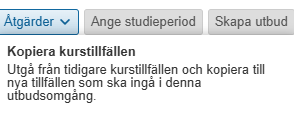 Åtgärder Ange studieperiod Skapa utbud
Kopiera kurstillfällen
Utgå från tidigare kurstillfällen och kopiera till
nya tillfällen som ska ingå i denna
utbudsomgång.